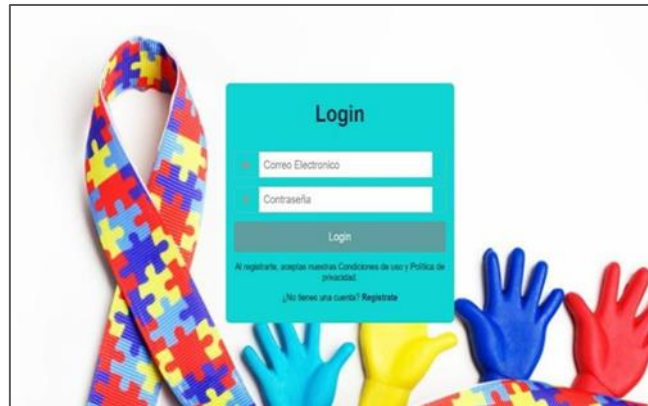 Login
Correo Electronico
Contraseña
Login
Al registrarte, aceptas nuestras Condiciones de uso y Política de
privacidad.
¿No tienes una cuenta? Registrate